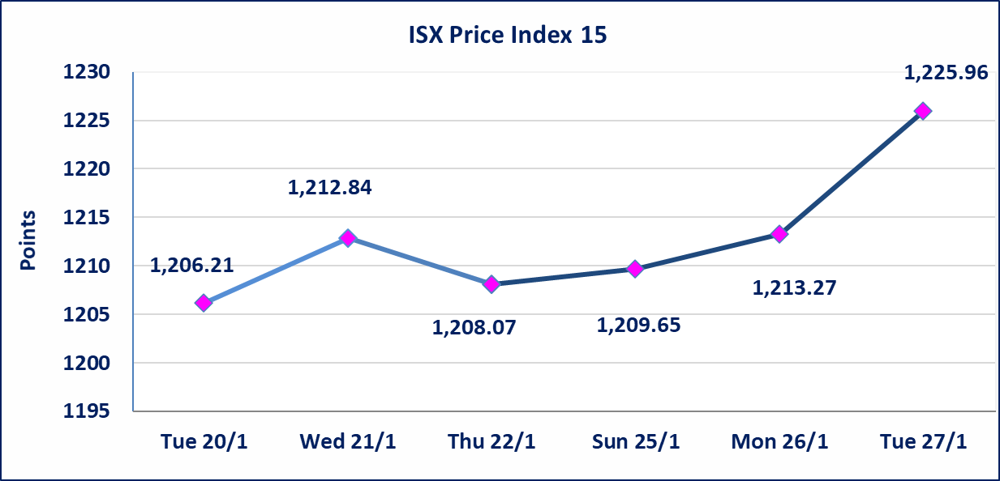 ISX Price Index 15
Points
1230
1225
1220
1215
1210
1205
1200
1195
1,206.21
1,212.84
1,208.07
1,209.65
1,213.27
1,225.96
Tue 20/1
Wed 21/1
Thu 22/1
Sun 25/1
Mon 26/1
Tue 27/1